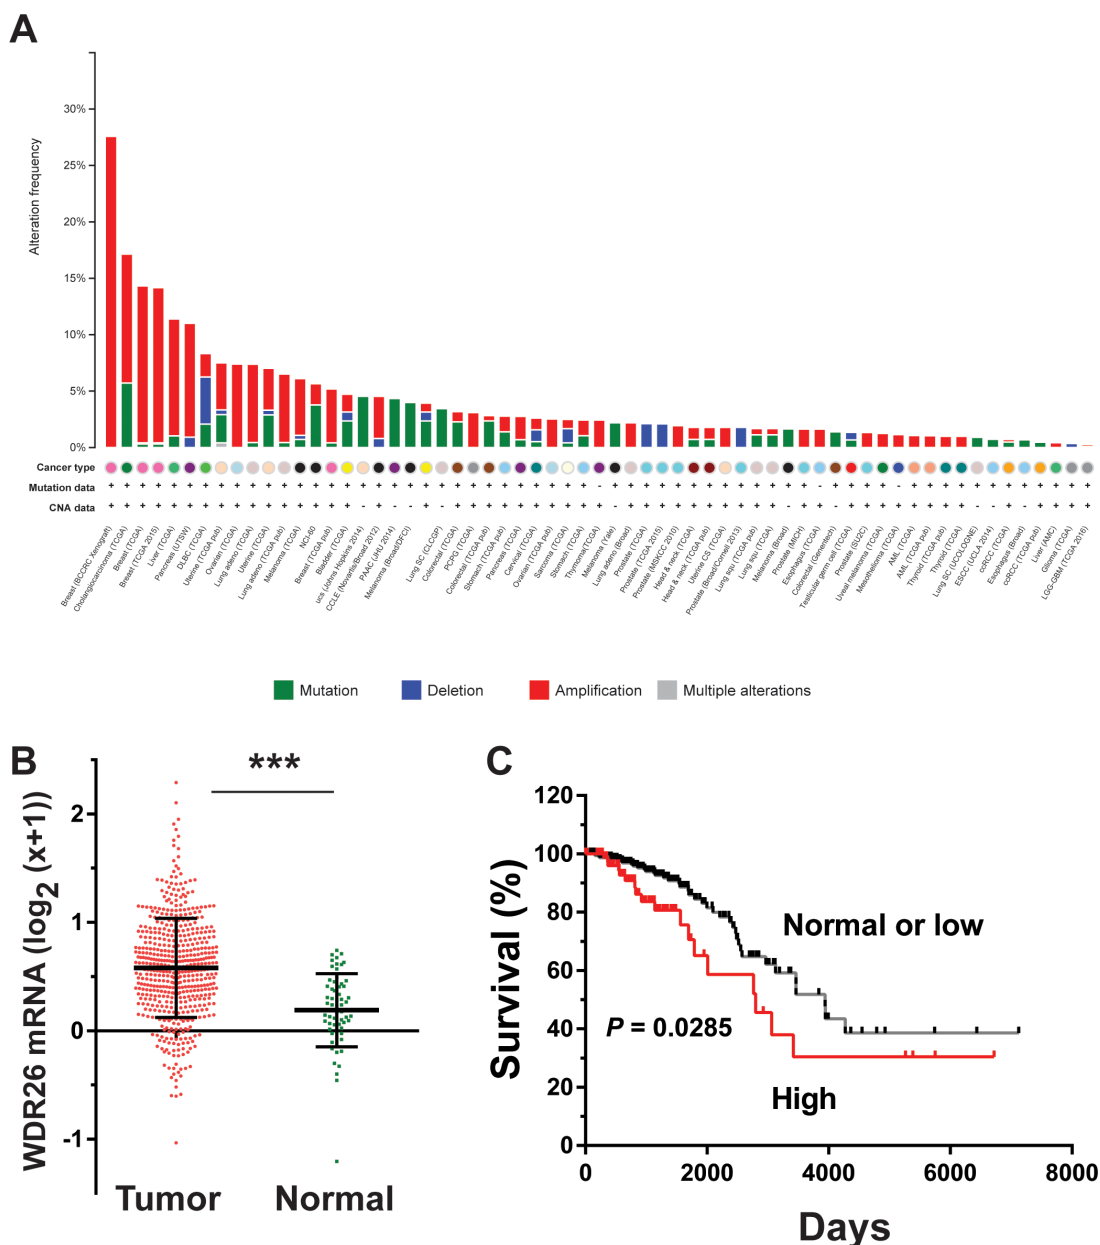 A
Alteration frequency
30%
25%
20%
15%
10%
5%
0%
Cancer type
Mutation data
+ + + + + + + + + + + + + + + + + + + + + + + + + + + + + + + - + + + + + + + + + + + + + - + + + + - + + + + + + + + + + + +
CNA data
+ + + + + + + + + + + + + + + + - + - - + - + + + + + + + + + + - + + + + + + + + + + - + + - + + + + + + + + - - + - + + + + +
Breast (BCCRC Xenograft)
Cholangiocarcinoma (TCGA)
Breast (TCGA)
Breast (TCGA 2015)
Liver (TCGA)
Pancreas (UTSW)
DLBC (TCGA)
Uterine (TCGA pub)
Ovarian (TCGA)
Lung adeno (TCGA)
Uterine (TCGA)
Lung adeno (TCGA pub)
Melanoma (TCGA)
NCI-60
Breast (TCGA pub)
Bladder (TCGA)
ucs (Johns Hopkins 2014)
CCLE (Novartis/Broad 2012)
PAAC (JHU 2014)
Melanoma (Broad/DFCI)
Lung SC (CLCGP)
Colorectal (TCGA)
PCPG (TCGA)
Colorectal (TCGA pub)
Stomach (TCGA pub)
Pancreas (TCGA)
Cervical (TCGA)
Ovarian (TCGA pub)
Sarcoma (TCGA)
Stomach (TCGA)
Thymoma(TCGA)
Melanoma (Yale)
Lung adeno (Broad)
Prostate (TCGA)
Prostate (TCGA 2015)
Prostate (MSKCC 2010)
Head & neck (TCGA)
Head & neck (TCGA pub)
Uterine CS (TCGA)
Prostate (Broad/Cornell 2013)
Lung squ (TCGA pub)
Lung squ (TCGA)
Melanoma (Broad)
Prostate (MICH)
Esophagus (TCGA)
Colorectal (Genentech)
Testicular germ cell (TCGA)
Prostate (SU2C)
Uveal melanoma (TCGA)
Mesothelioma (TCGA)
AML (TCGA)
AML (TCGA pub)
Thyroid (TCGA pub)
Thyroid (TCGA)
Lung SC (UCOLOGNE)
ESCC (UCLA 2014)
ccRCC (TCGA)
Esophagus (Broad)
ccRCC (TCGA pub)
Liver (AMC)
Glioma (TCGA)
LGG-GBM (TCGA 2016)
Mutation
Deletion
Amplification
Multiple alterations
B
WDR26 mRNA (log2 (x+1))
***
2
1
0
-1
Tumor
Normal
C
Survival (%)
120
100
80
60
40
20
0
Normal or low
P = 0.0285
High
0 2000 4000 6000 8000
Days